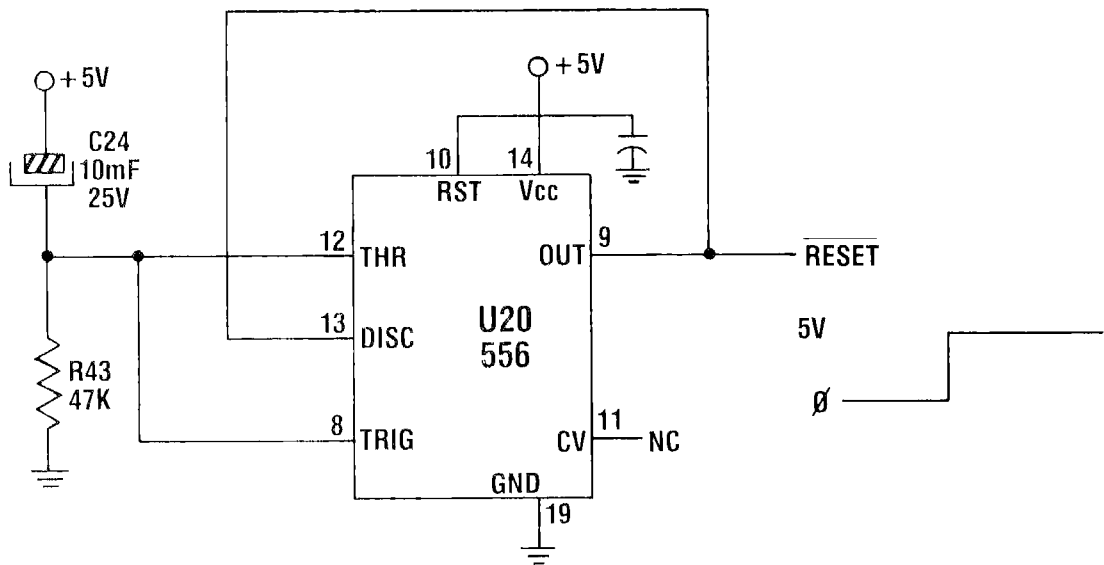 +5V
+5V
C24
10mF
25V
10
14
RST
Vcc
12
THR
OUT
9
R̅E̅S̅E̅T̅
13
DISC
U20
556
5V
R43
47K
Ø
8
TRIG
CV
11
NC
GND
19